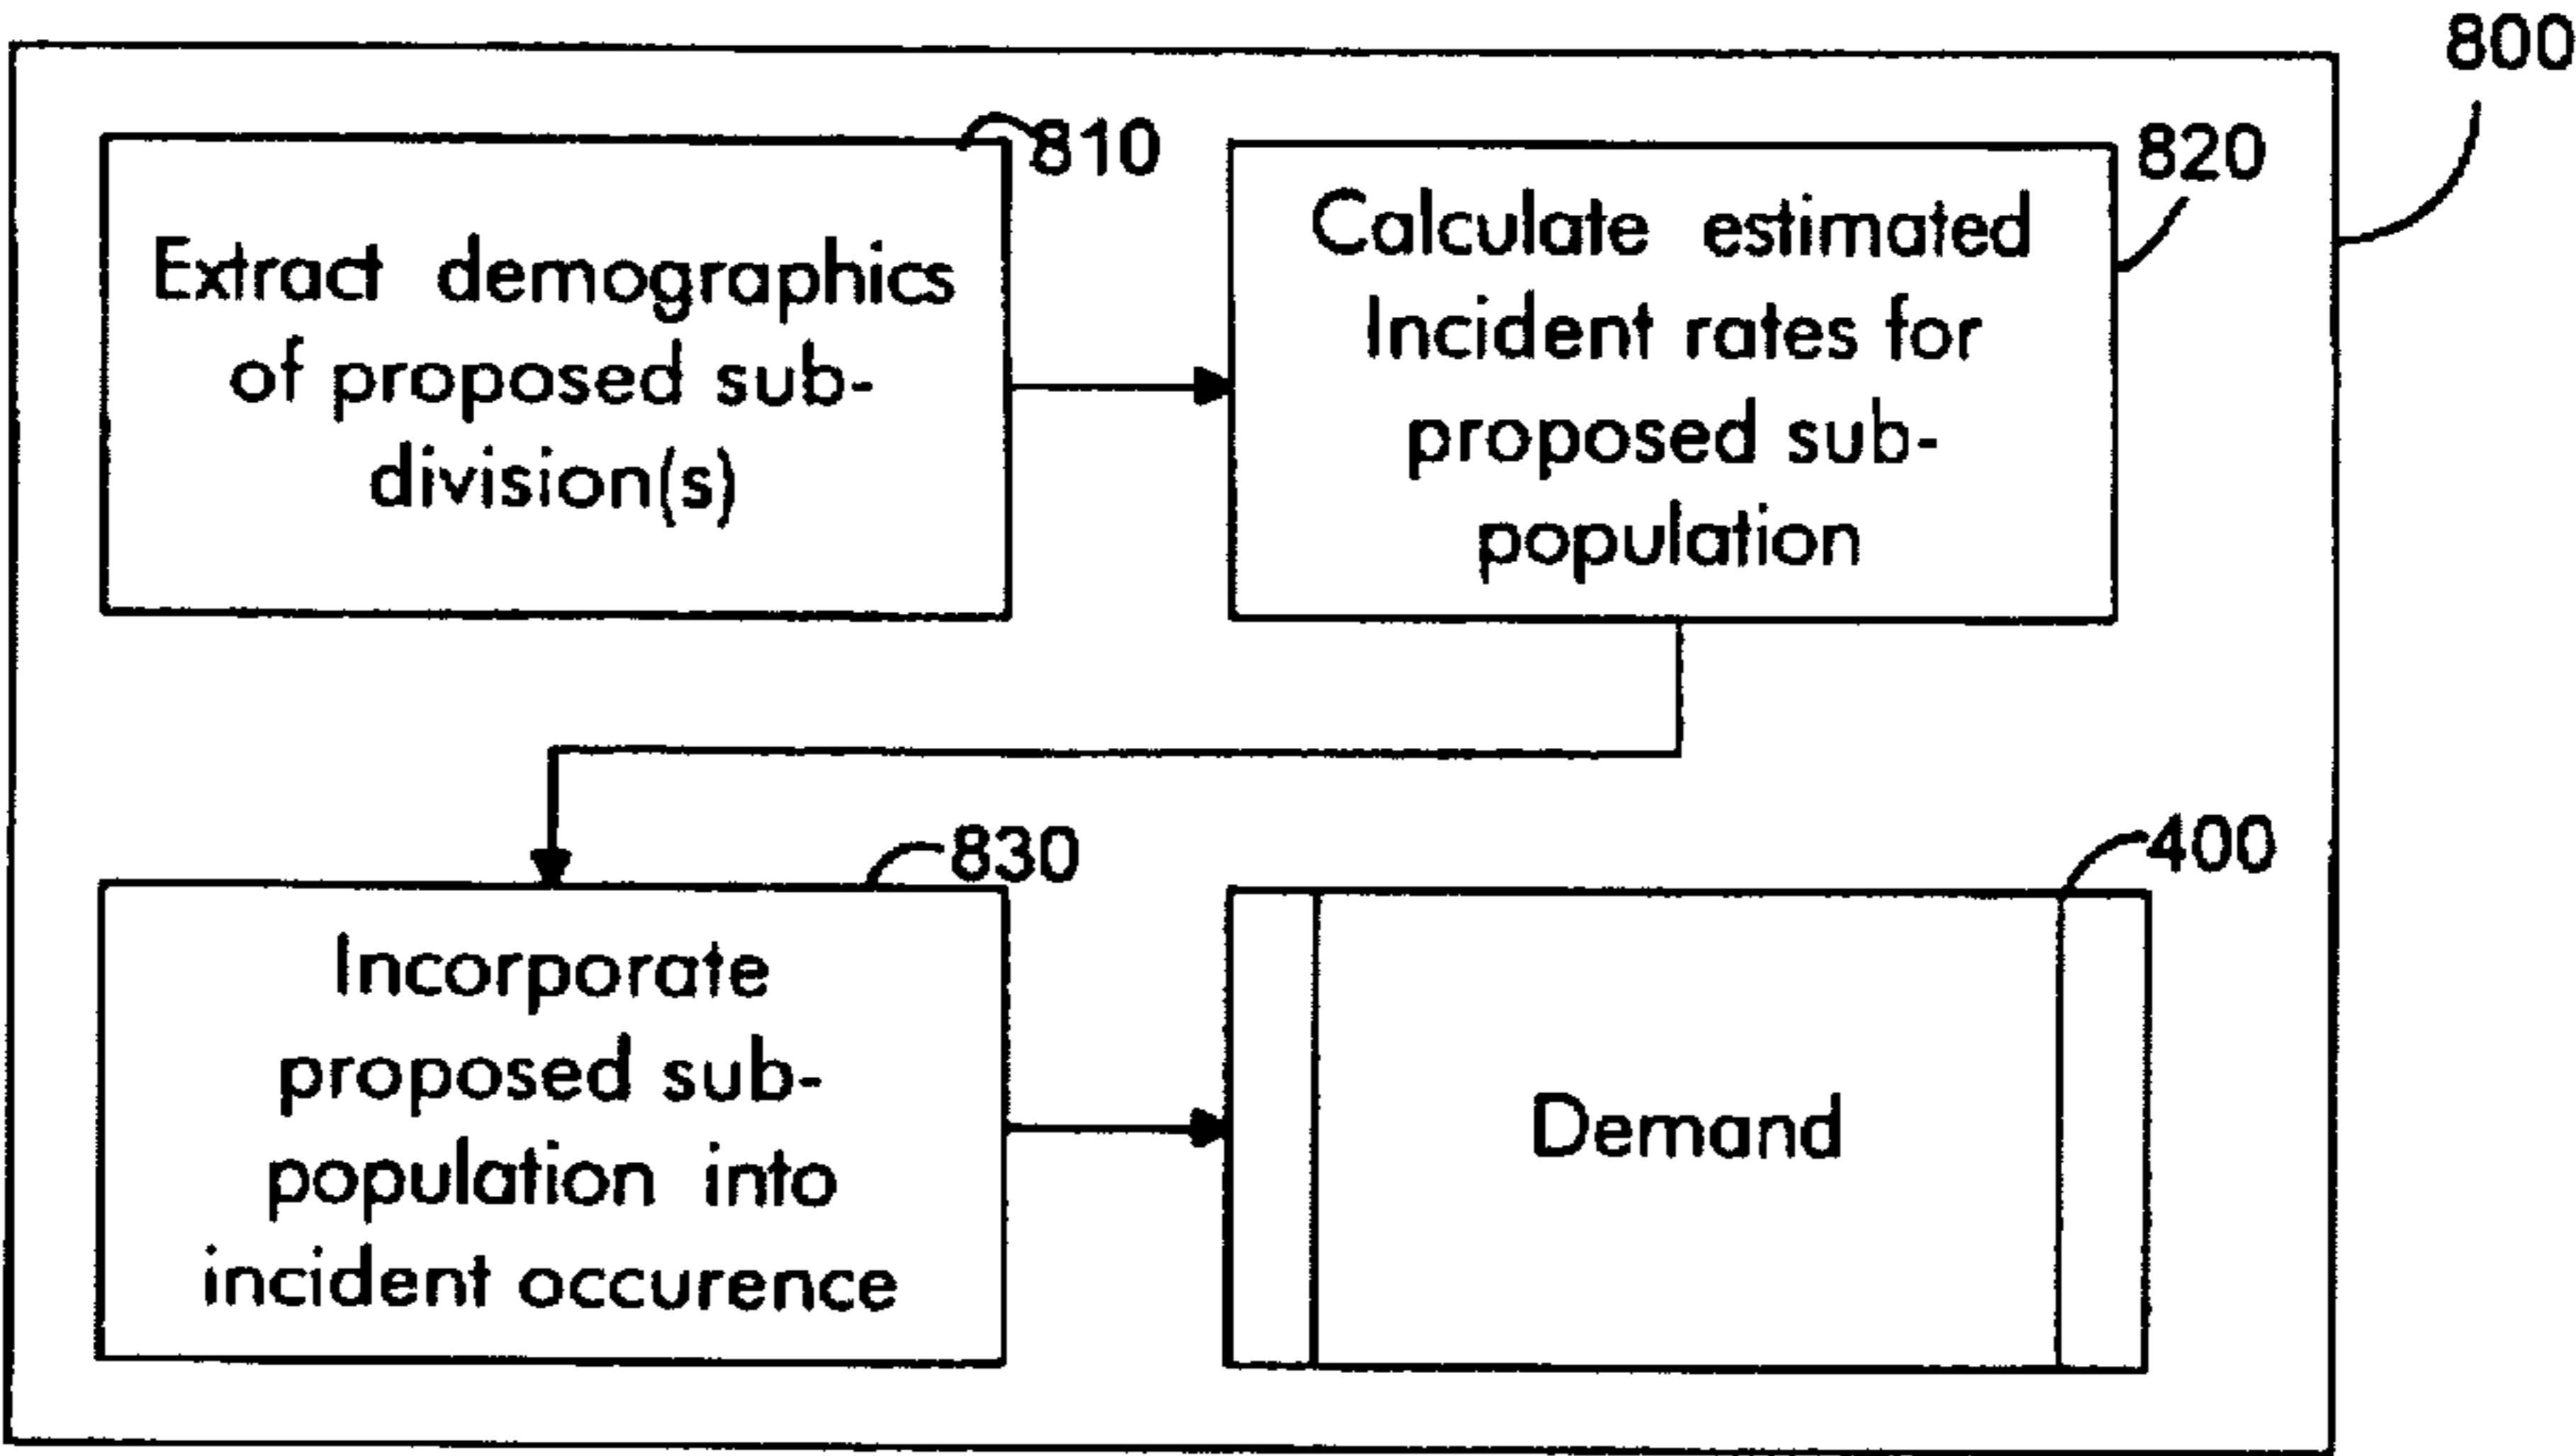 800
810
Extract demographics
of proposed sub-
division(s)
820
Calculate estimated
Incident rates for
proposed sub-
population
830
Incorporate
proposed sub-
population into
incident occurence
400
Demand